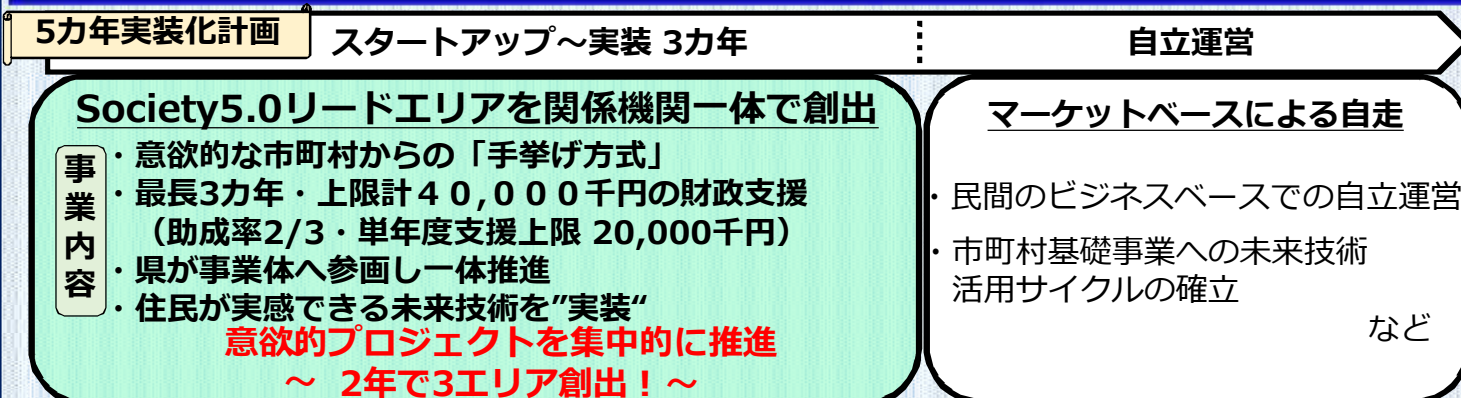 5カ年実装化計画
スタートアップ～実装 3カ年
自立運営
Society5.0リードエリアを関係機関一体で創出
事業内容
・意欲的な市町村からの「手挙げ方式」
・最長3カ年・上限計４０,０００千円の財政支援
（助成率2/3・単年度支援上限 20,000千円）
・県が事業体へ参画し一体推進
・住民が実感できる未来技術を”実装“
意欲的プロジェクトを集中的に推進
～ 2年で3エリア創出！～
マーケットベースによる自走
・民間のビジネスベースでの自立運営
・市町村基礎事業への未来技術
活用サイクルの確立
など